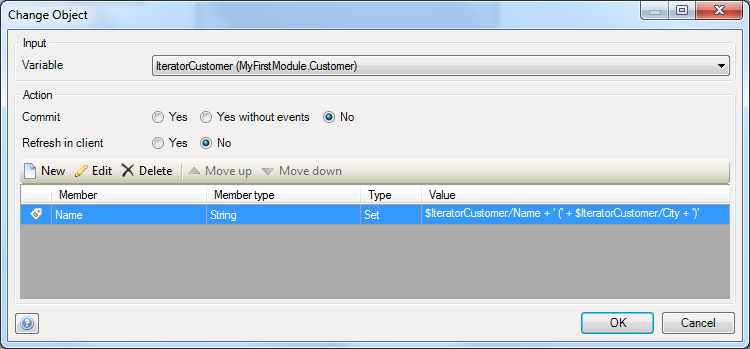 Change Object
Input
Variable IteratorCustomer (MyFirstModule.Customer)
Action
Commit Yes Yes without events No
Refresh in client Yes No
New Edit Delete Move up Move down
Member Member type Type Value
Name String Set $IteratorCustomer/Name + ' (' + $IteratorCustomer/City + ')'
? OK Cancel